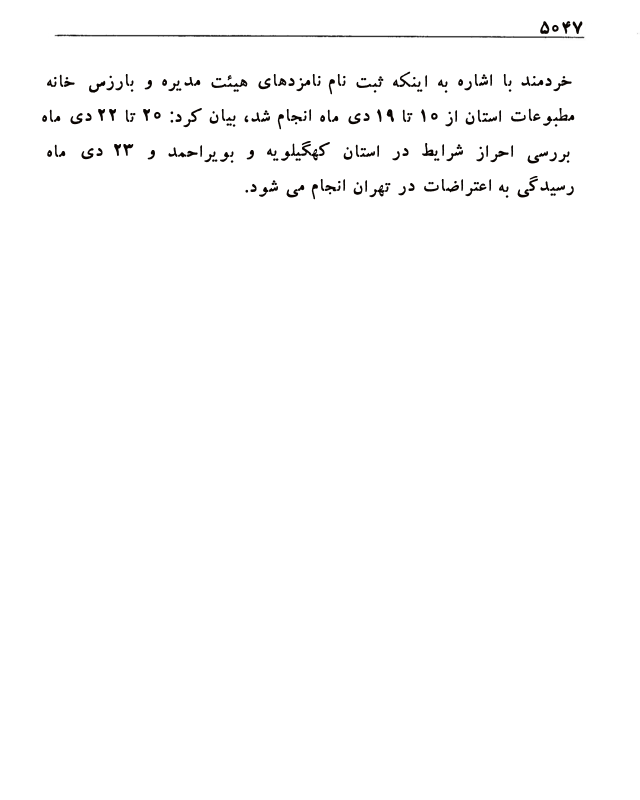 ۵۰۴۷
خردمند با اشاره به اینکه ثبت نام نامزدهای هیئت مدیره و بارزس خانه
مطبوعات استان از ۱۰ تا ۱۹ دی ماه انجام شد، بیان کرد: ۲۰ تا ۲۲ دی ماه
بررسی احراز شرایط در استان کهگیلویه و بویراحمد و ۲۳ دی ماه
رسیدگی به اعتراضات در تهران انجام می شود.